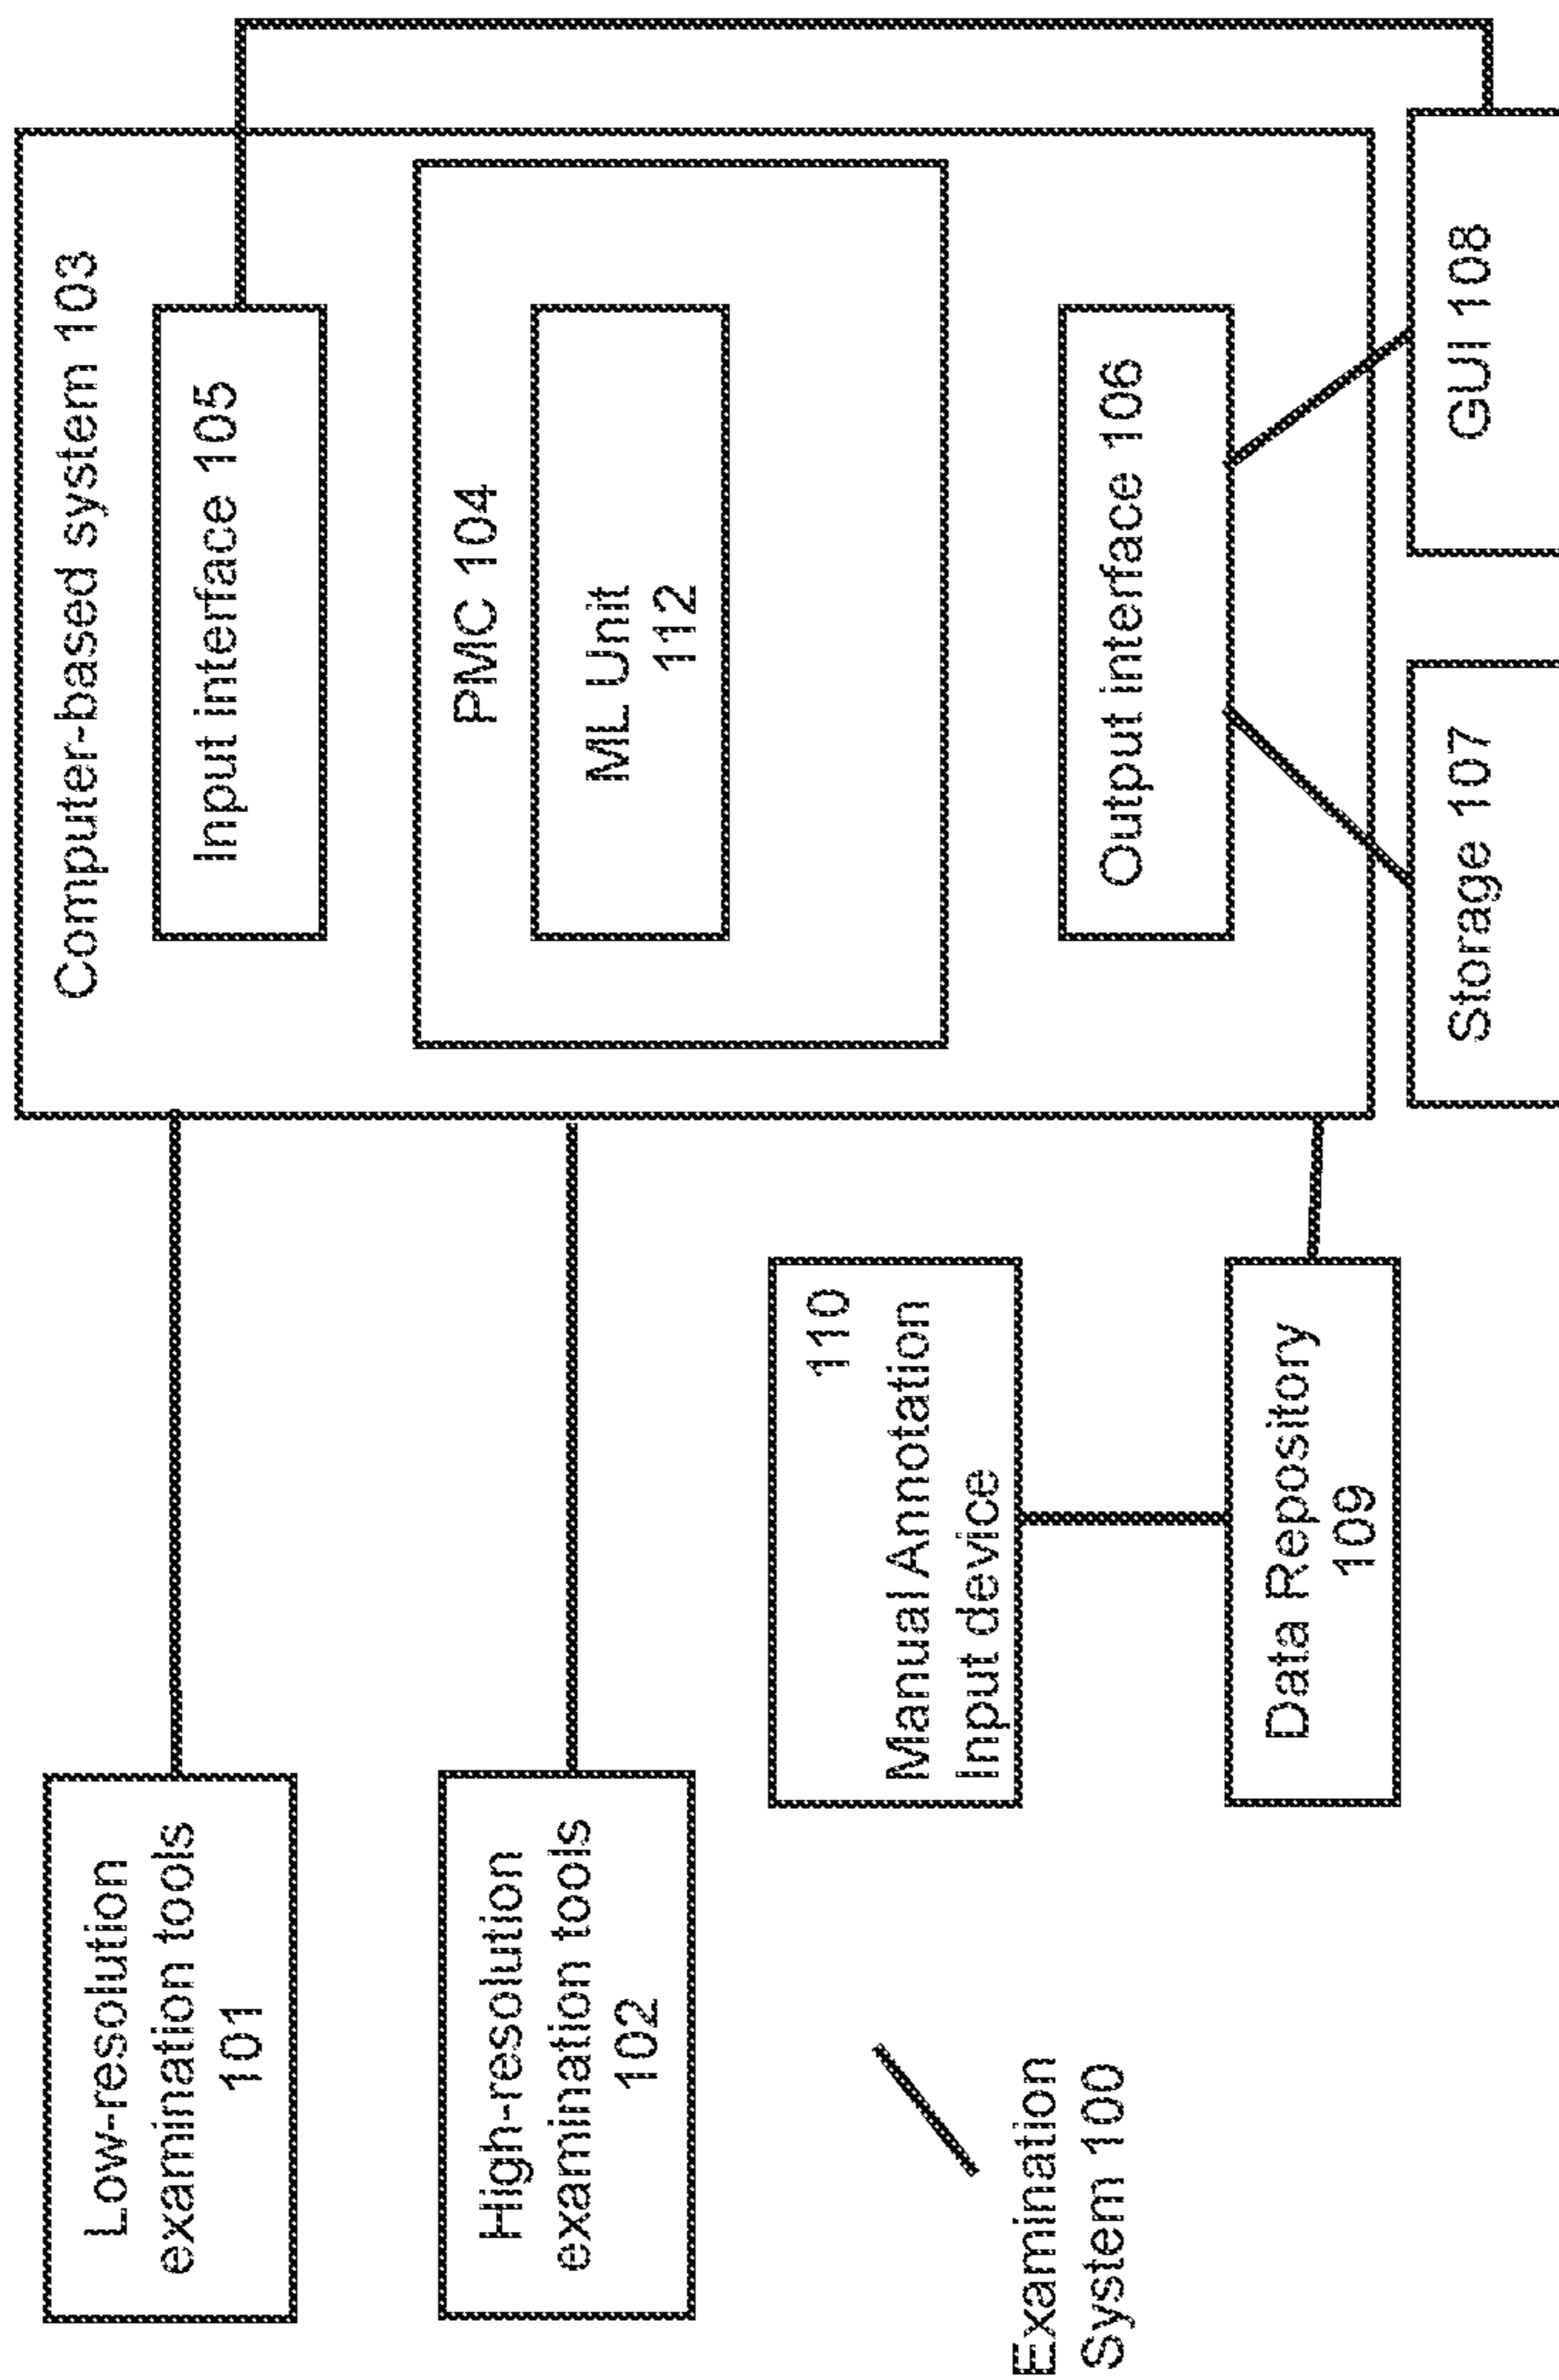 Low-resolution
examination tools
101
High-resolution
examination tools
102
Examination
System 100
110
Manual Annotation
Input device
Data Repository
109
Computer-based system 103
Input interface 105
PMC 104
ML Unit
112
Output interface 106
Storage 107
GUI 108